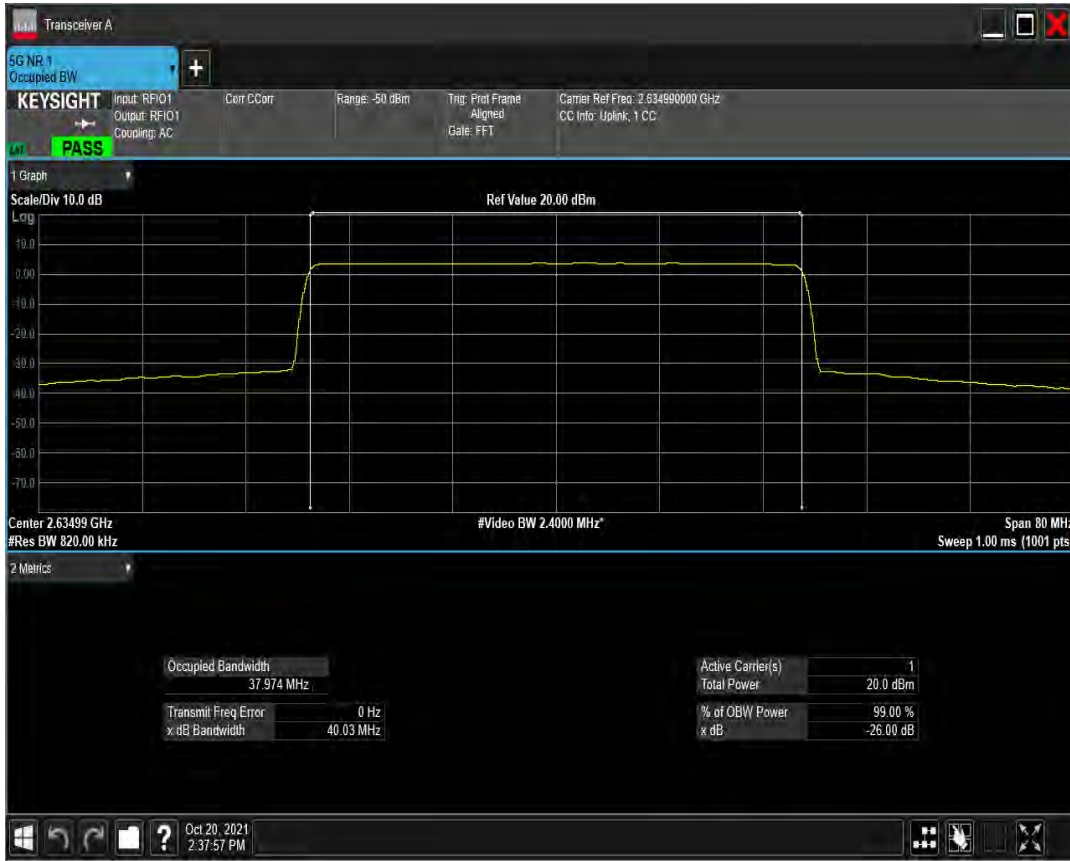 Transceiver A
5G NR 1
Occupied BW
+
KEYSIGHT
PASS
Input: RFIO1
Output: RFIO1
Coupling: AC
Corr CCorr
Range: -50 dBm
Trig: Prot Frame
Aligned
Gate: FFT
Carrier Ref Freq: 2.634990000 GHz
CC Info: Uplink, 1 CC
1 Graph
Scale/Div 10.0 dB
Ref Value 20.00 dBm
Log
10.0
0.00
-10.0
-20.0
-30.0
-40.0
-50.0
-60.0
-70.0
Center 2.63499 GHz
#Video BW 2.4000 MHz*
Span 80 MHz
#Res BW 820.00 kHz
Sweep 1.00 ms (1001 pts
2 Metrics
Occupied Bandwidth
37.974 MHz
Transmit Freq Error 0 Hz
x dB Bandwidth 40.03 MHz
Active Carrier(s) 1
Total Power 20.0 dBm
% of OBW Power 99.00 %
x dB -26.00 dB
?
Oct 20, 2021
2:37:57 PM